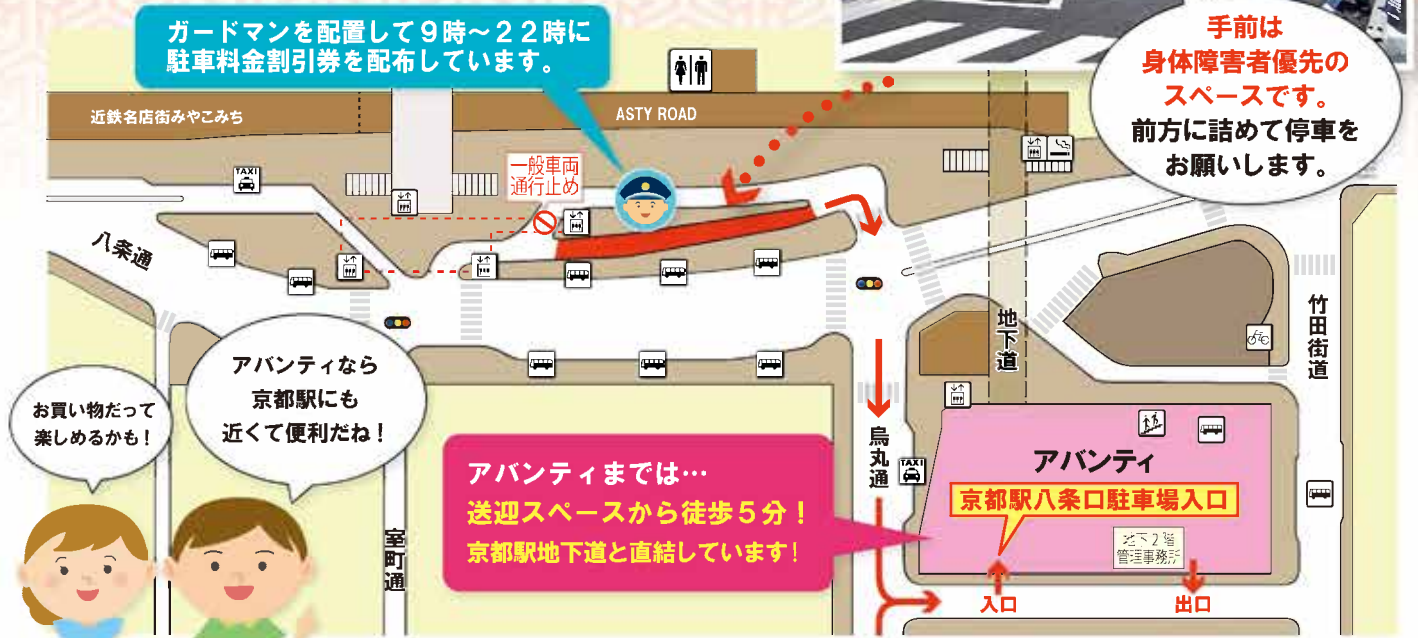 ガードマンを配置して9時〜22時に
駐車料金割引券を配布しています。
手前は
身体障害者優先の
スペースです。
前方に詰めて停車を
お願いします。
近鉄名店街みやこみち
ASTY ROAD
一般車両
通行止め
TAXI
八条通
地下道
竹田街道
アバンティなら
京都駅にも
近くて便利だね！
お買い物だって
楽しめるかも！
アバンティまでは…
送迎スペースから徒歩5分！
京都駅地下道と直結しています！
室町通
烏丸通
TAXI
アバンティ
京都駅八条口駐車場入口
地下2階
管理事務所
入口
出口